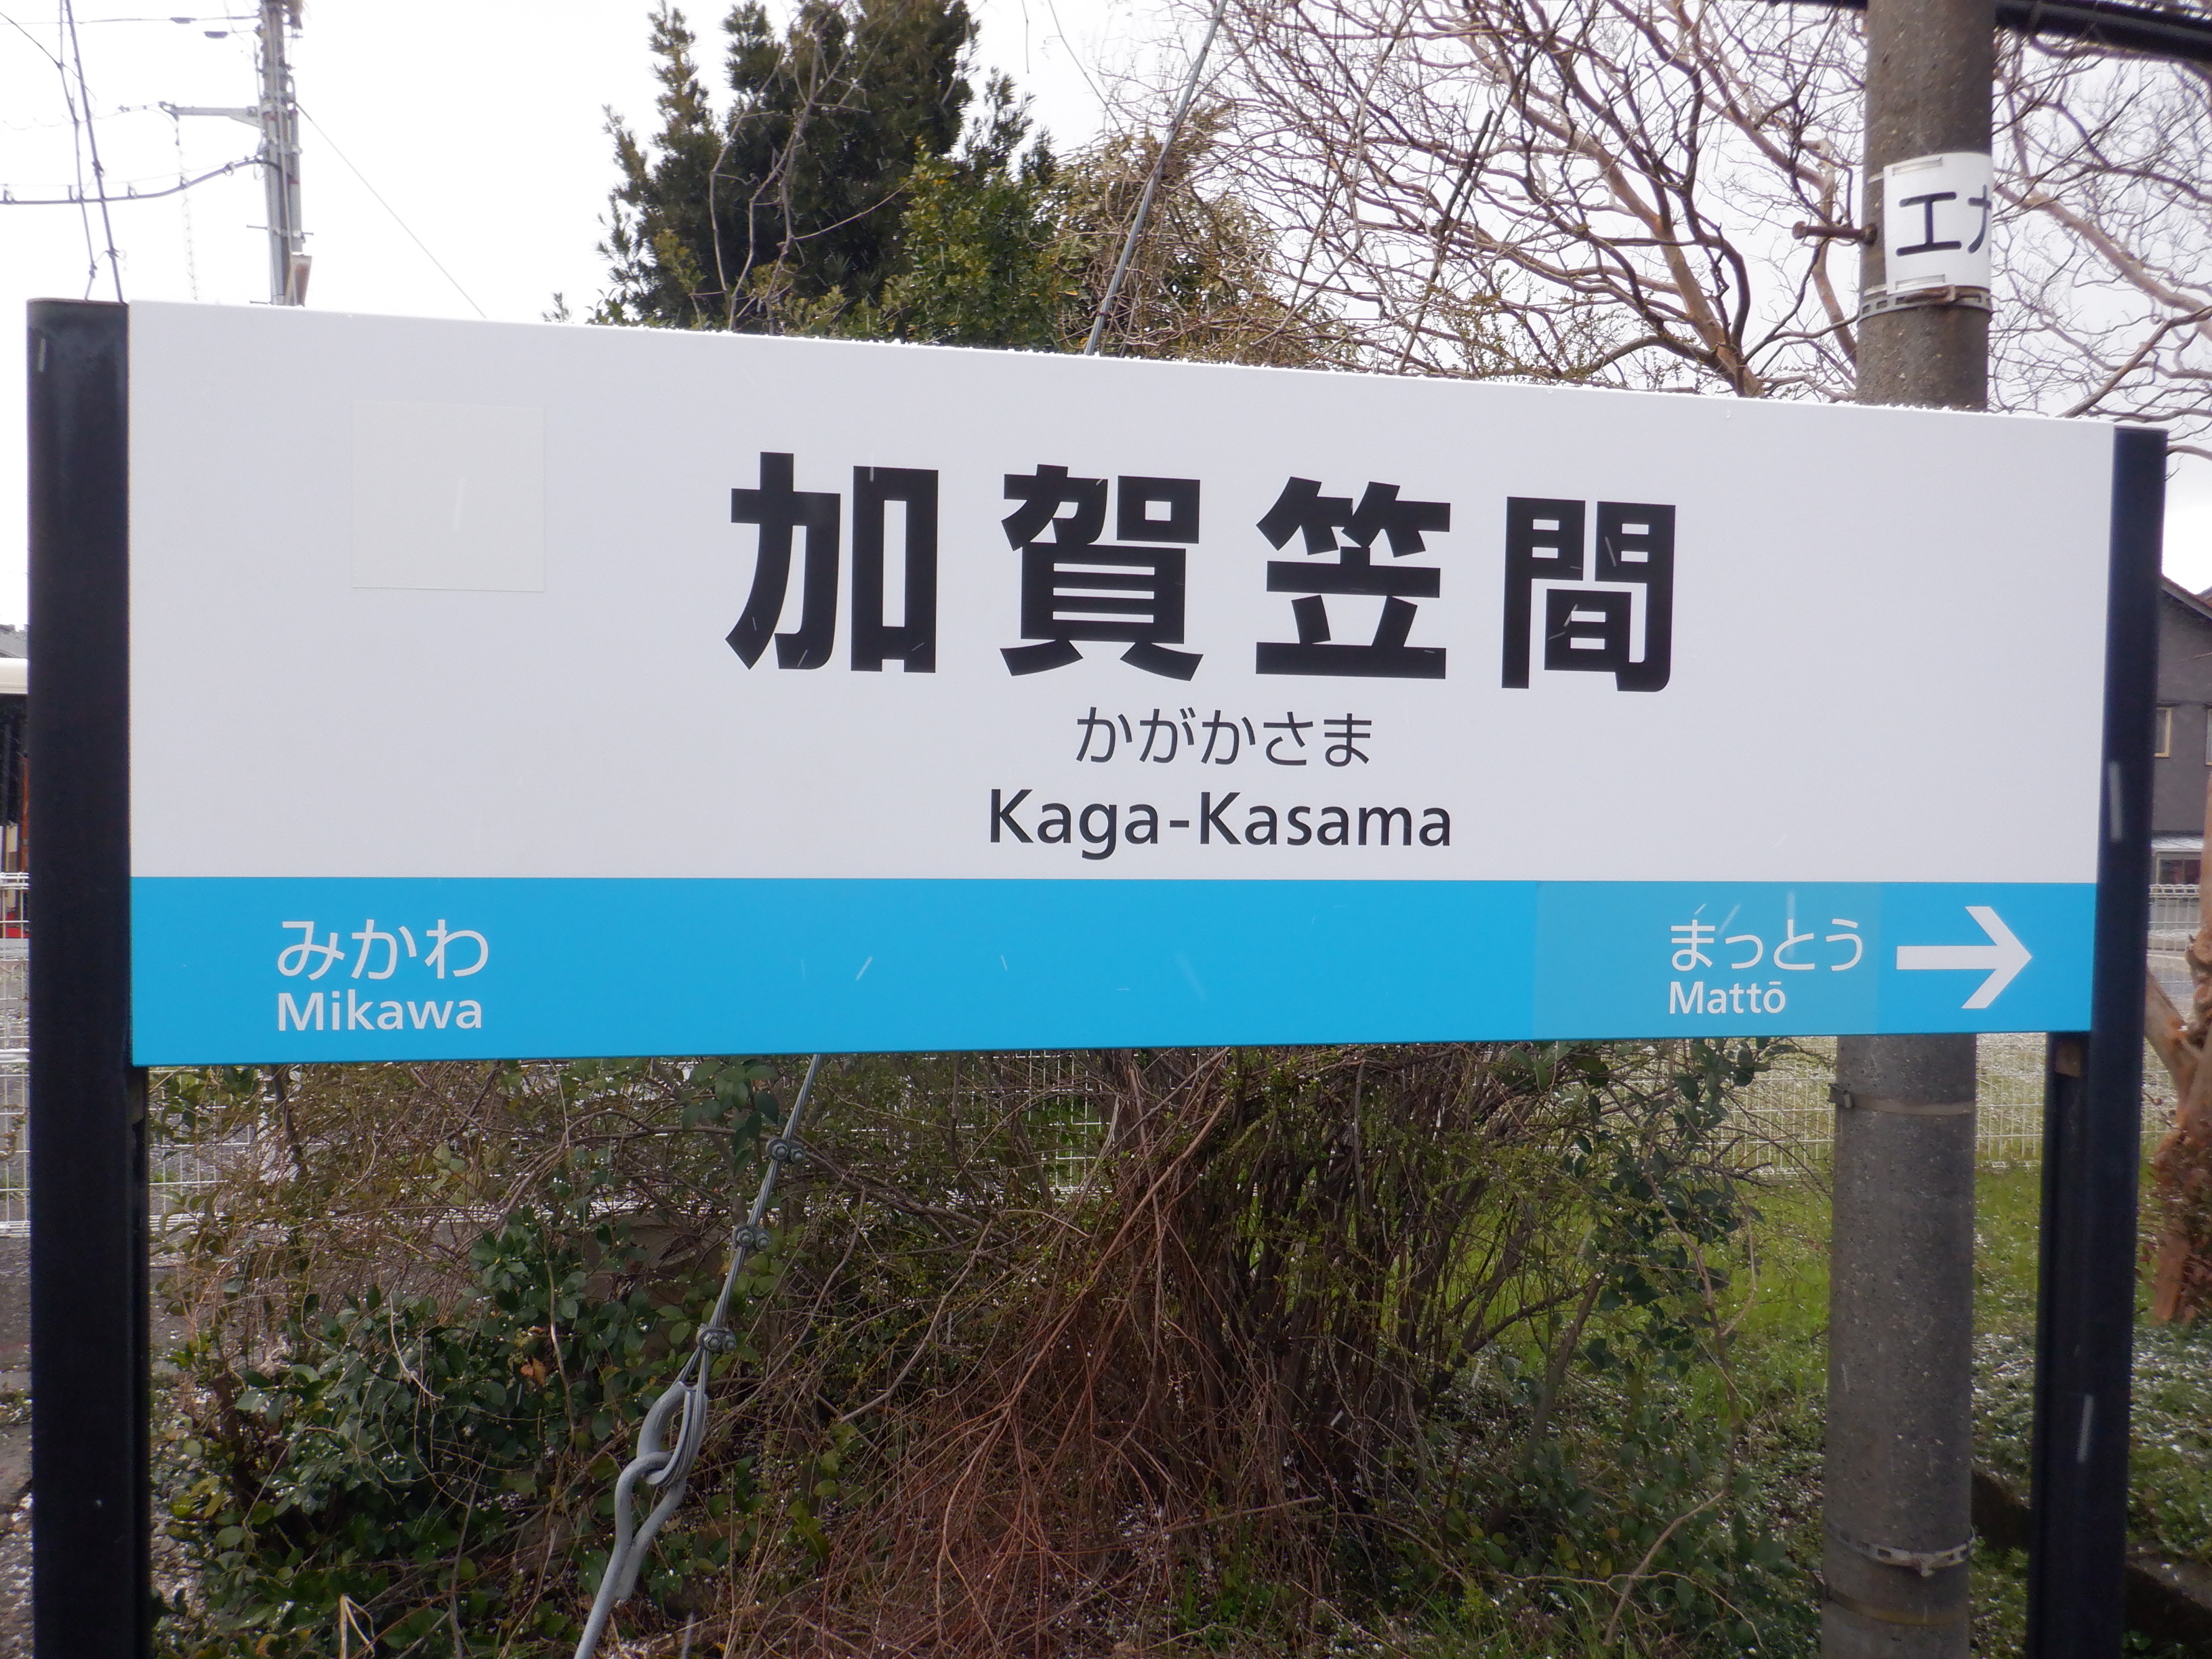 加賀笠間
かがかさま
Kaga-Kasama
みかわ
Mikawa
まっとう
Mattō